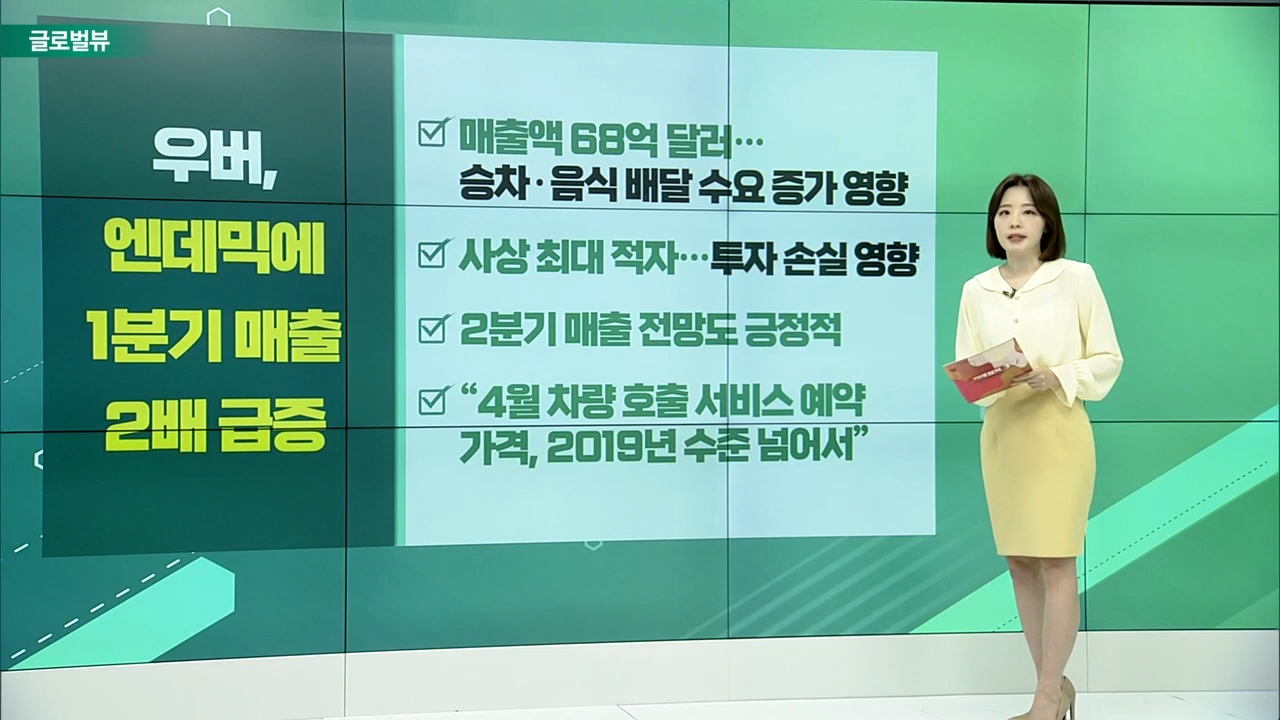 글로벌뷰
우버,
엔데믹에
1분기 매출
2배 급증
매출액 68억 달러…
승차·음식 배달 수요 증가 영향
사상 최대 적자…투자 손실 영향
2분기 매출 전망도 긍정적
“4월 차량 호출 서비스 예약
가격, 2019년 수준 넘어서”